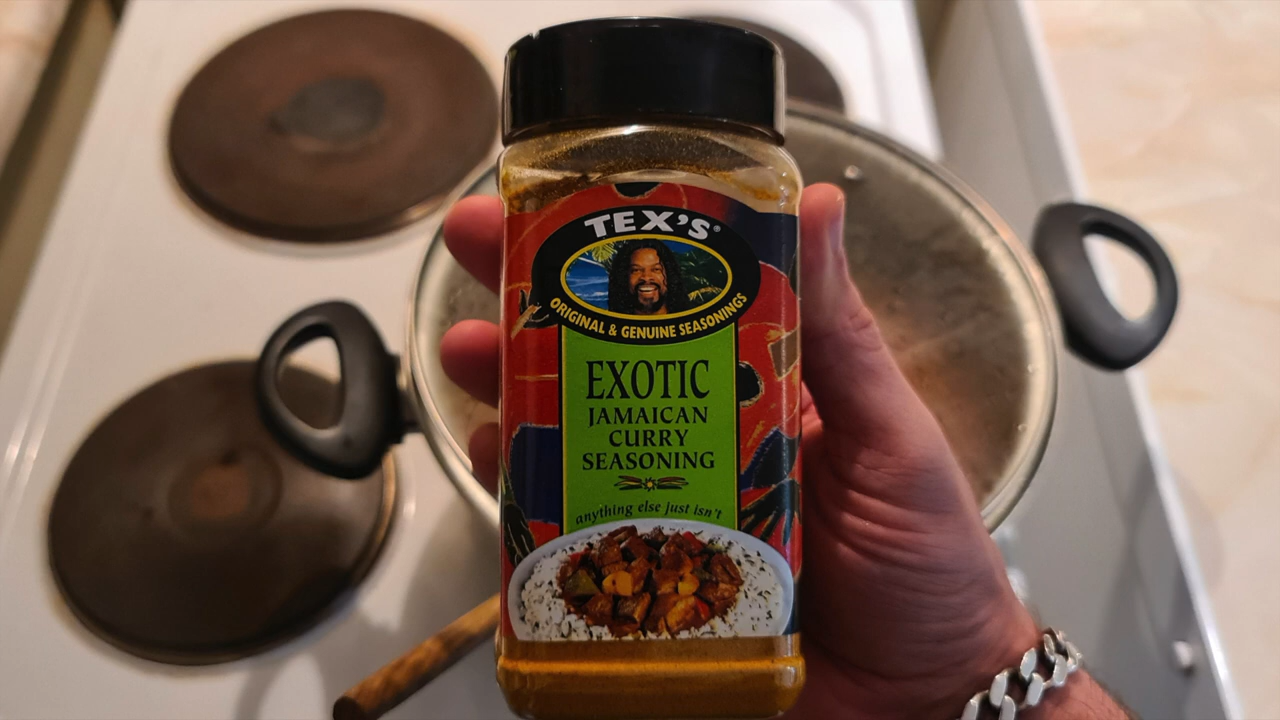 TEX'S®
ORIGINAL & GENUINE SEASONINGS
EXOTIC
JAMAICAN
CURRY
SEASONING
anything else just isn't